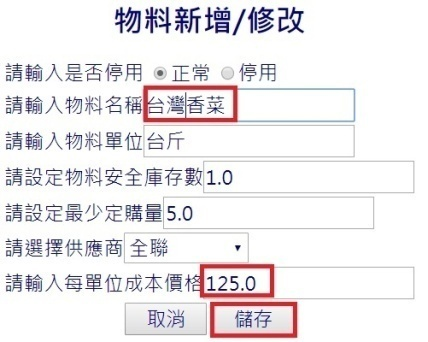 物料新增/修改
請輸入是否停用 正常 停用
請輸入物料名稱 台灣香菜
請輸入物料單位 台斤
請設定物料安全庫存數 1.0
請設定最少定購量 5.0
請選擇供應商 全聯
請輸入每單位成本價格 125.0
取消 儲存